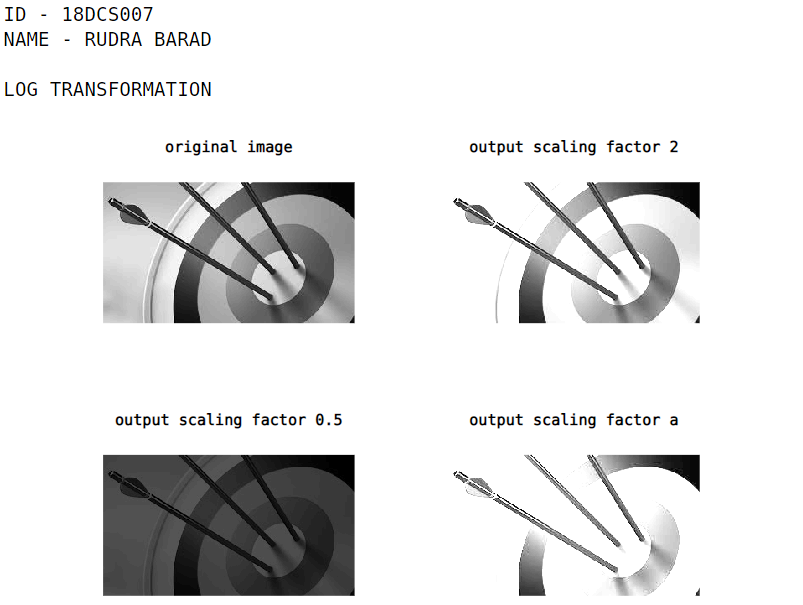 ID - 18DCS007
NAME - RUDRA BARAD
LOG TRANSFORMATION
original image
output scaling factor 2
output scaling factor 0.5
output scaling factor a